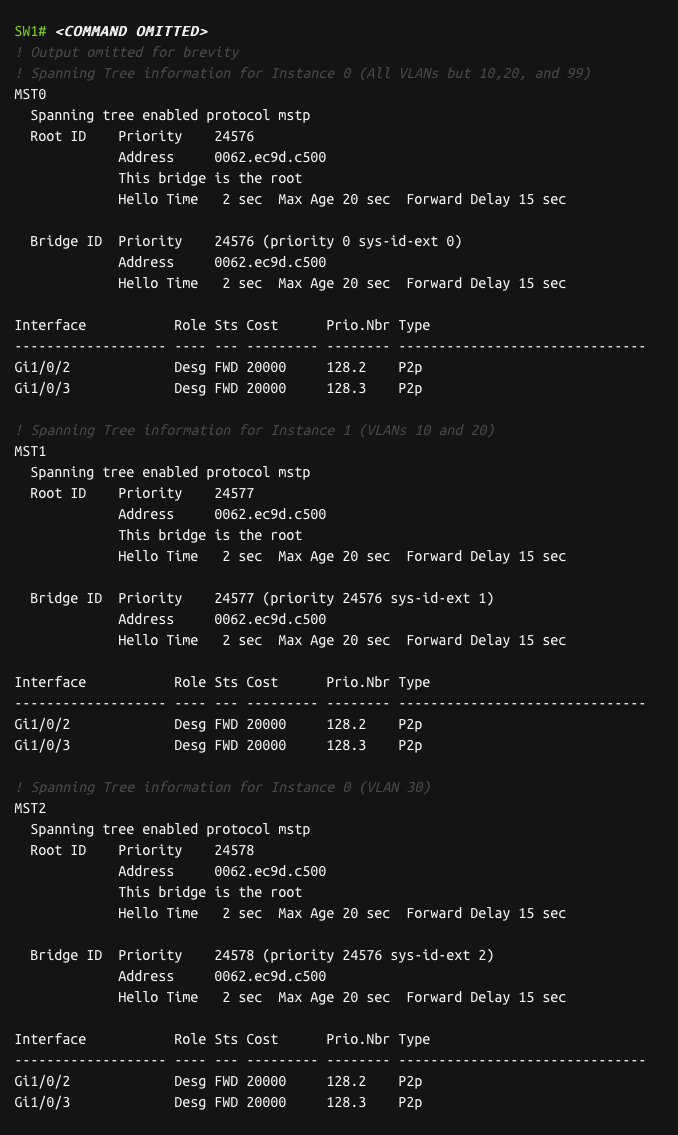 SW1# <COMMAND OMITTED>
! Output omitted for brevity
! Spanning Tree information for Instance 0 (All VLANs but 10,20, and 99)
MST0
  Spanning tree enabled protocol mstp
  Root ID    Priority    24576
             Address     0062.ec9d.c500
             This bridge is the root
             Hello Time   2 sec  Max Age 20 sec  Forward Delay 15 sec

  Bridge ID  Priority    24576 (priority 0 sys-id-ext 0)
             Address     0062.ec9d.c500
             Hello Time   2 sec  Max Age 20 sec  Forward Delay 15 sec

Interface           Role Sts Cost      Prio.Nbr Type
------------------- ---- --- --------- -------- -------------------------------
Gi1/0/2             Desg FWD 20000     128.2    P2p
Gi1/0/3             Desg FWD 20000     128.3    P2p

! Spanning Tree information for Instance 1 (VLANs 10 and 20)
MST1
  Spanning tree enabled protocol mstp
  Root ID    Priority    24577
             Address     0062.ec9d.c500
             This bridge is the root
             Hello Time   2 sec  Max Age 20 sec  Forward Delay 15 sec

  Bridge ID  Priority    24577 (priority 24576 sys-id-ext 1)
             Address     0062.ec9d.c500
             Hello Time   2 sec  Max Age 20 sec  Forward Delay 15 sec

Interface           Role Sts Cost      Prio.Nbr Type
------------------- ---- --- --------- -------- -------------------------------
Gi1/0/2             Desg FWD 20000     128.2    P2p
Gi1/0/3             Desg FWD 20000     128.3    P2p

! Spanning Tree information for Instance 0 (VLAN 30)
MST2
  Spanning tree enabled protocol mstp
  Root ID    Priority    24578
             Address     0062.ec9d.c500
             This bridge is the root
             Hello Time   2 sec  Max Age 20 sec  Forward Delay 15 sec

  Bridge ID  Priority    24578 (priority 24576 sys-id-ext 2)
             Address     0062.ec9d.c500
             Hello Time   2 sec  Max Age 20 sec  Forward Delay 15 sec

Interface           Role Sts Cost      Prio.Nbr Type
------------------- ---- --- --------- -------- -------------------------------
Gi1/0/2             Desg FWD 20000     128.2    P2p
Gi1/0/3             Desg FWD 20000     128.3    P2p